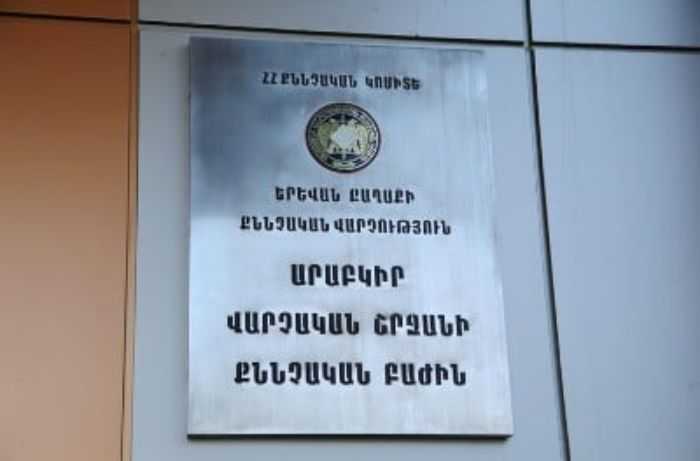 ՀՀ ՔՆՆՉԱԿԱՆ ԿՈՄԻՏԵ
ԵՐԵՎԱՆ ՔԱՂԱՔԻ
ՔՆՆՉԱԿԱՆ ՎԱՐՉՈՒԹՅՈՒՆ
ԱՐԱԲԿԻՐ
ՎԱՐՉԱԿԱՆ ՇՐՋԱՆԻ
ՔՆՆՉԱԿԱՆ ԲԱԺԻՆ